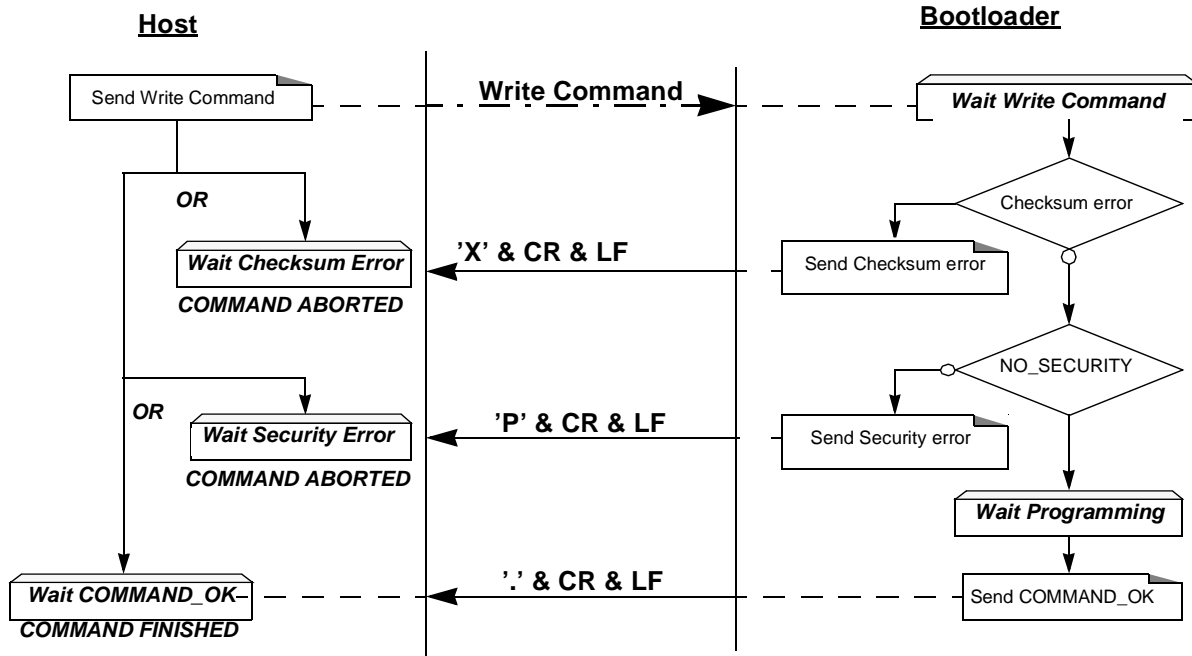 Host
Bootloader
Send Write Command
Write Command
Wait Write Command
OR
Checksum error
Wait Checksum Error
’X’ & CR & LF
Send Checksum error
COMMAND ABORTED
NO_SECURITY
OR
Wait Security Error
’P’ & CR & LF
Send Security error
COMMAND ABORTED
Wait Programming
Wait COMMAND_OK
’.’ & CR & LF
Send COMMAND_OK
COMMAND FINISHED